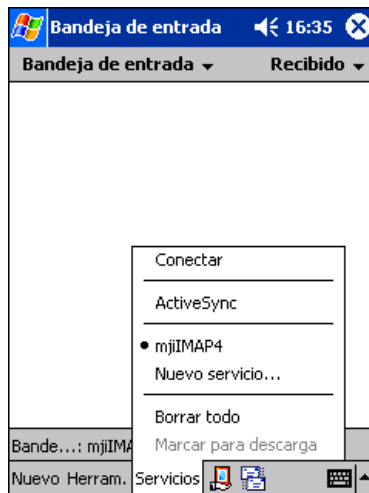 Bandeja de entrada 16:35
Bandeja de entrada Recibido
Conectar
ActiveSync
mjiIMAP4
Nuevo servicio...
Borrar todo
Marcar para descarga
Bande...: mjiIMA
Nuevo Herram. Servicios